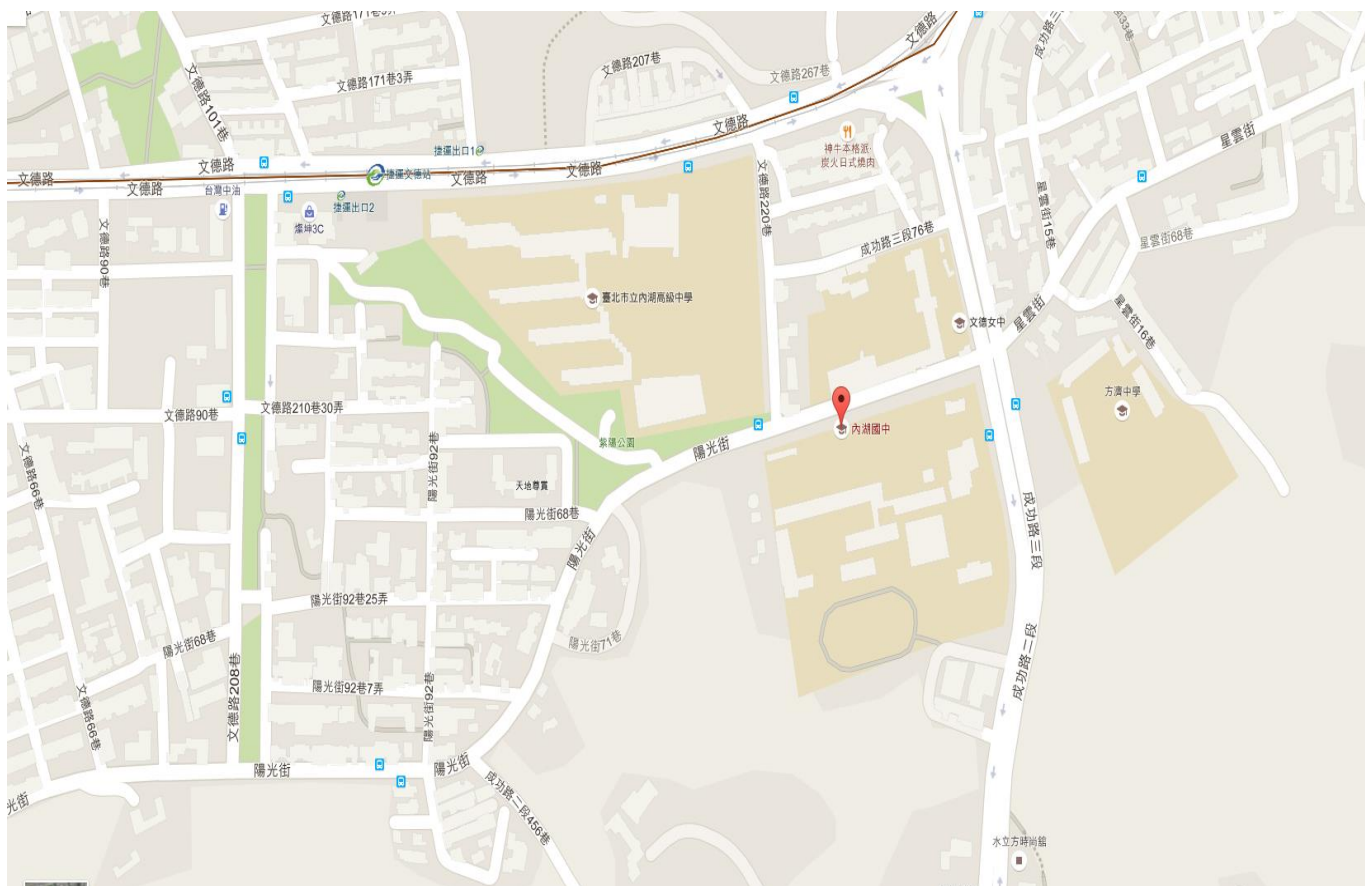 文德路
文德路101巷
文德路171巷3弄
文德路207巷
文德路267巷
文德路
星雲街
捷運出口1
神牛本格派-
炭火日式燒肉
文德路
文德路
捷運文德站
文德路
文德路
文德路
台灣中油
捷運出口2
燦坤3C
文德路90巷
文德路220巷
成功路三段76巷
星雲街15巷
星雲街68巷
臺北市立內湖高級中學
文德女中
星雲街
星雲街16巷
方濟中學
文德路90巷
文德路210巷30弄
陽光街92巷
紫陽公園
陽光街
內湖國中
文德路66巷
天地尊賞
陽光街68巷
陽光街
成功路三段
陽光街92巷25弄
陽光街68巷
陽光街71巷
成功路二段
文德路208巷
陽光街92巷7弄
陽光街92巷
文德路66巷
陽光街
陽光街
光街
成功路二段456巷
水立方時尚舘